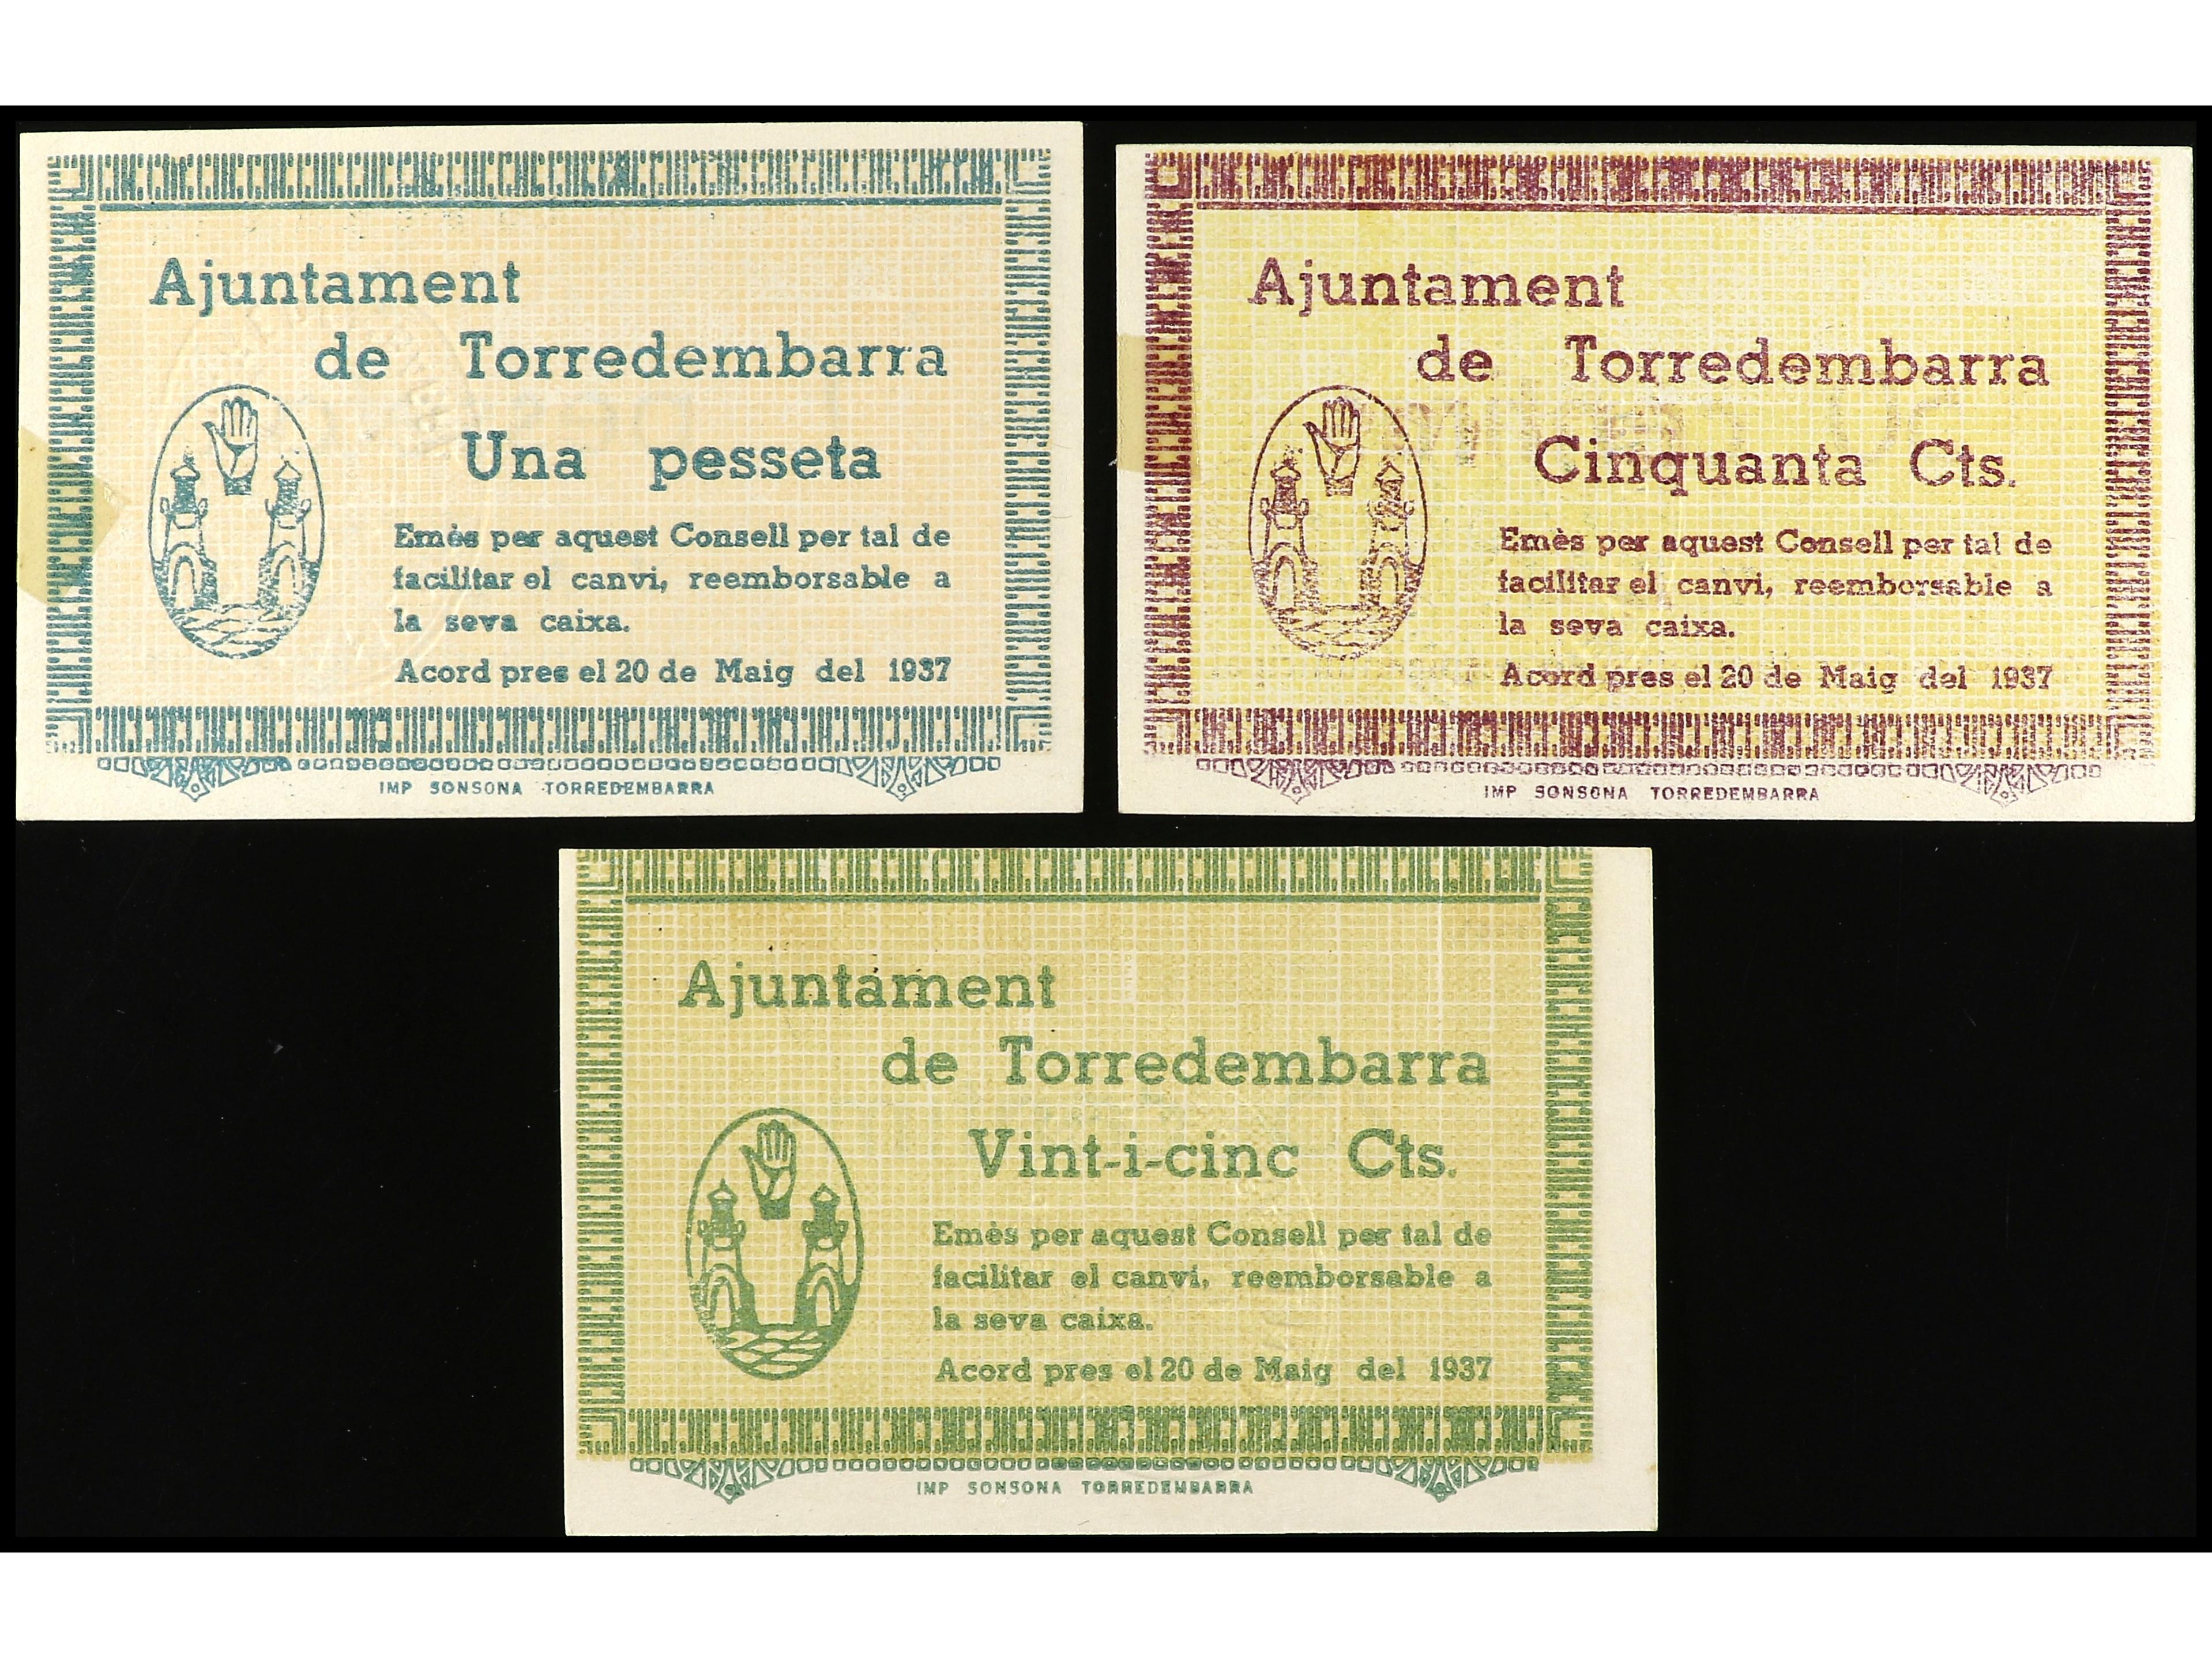 Ajuntament
de Torredembarra
Una pesseta
Emès per aquest Consell per tal de
facilitar el canvi, reemborsable a
la seva caixa.
Acord pres el 20 de Maig del 1937
IMP SONSONA TORREDEMBARRA
Ajuntament
de Torredembarra
Cinquanta Cts.
Emès per aquest Consell per tal de
facilitar el canvi, reemborsable a
la seva caixa.
Acord pres el 20 de Maig del 1937
IMP SONSONA TORREDEMBARRA
Ajuntament
de Torredembarra
Vint-i-cinc Cts.
Emès per aquest Consell per tal de
facilitar el canvi, reemborsable a
la seva caixa.
Acord pres el 20 de Maig del 1937
IMP SONSONA TORREDEMBARRA